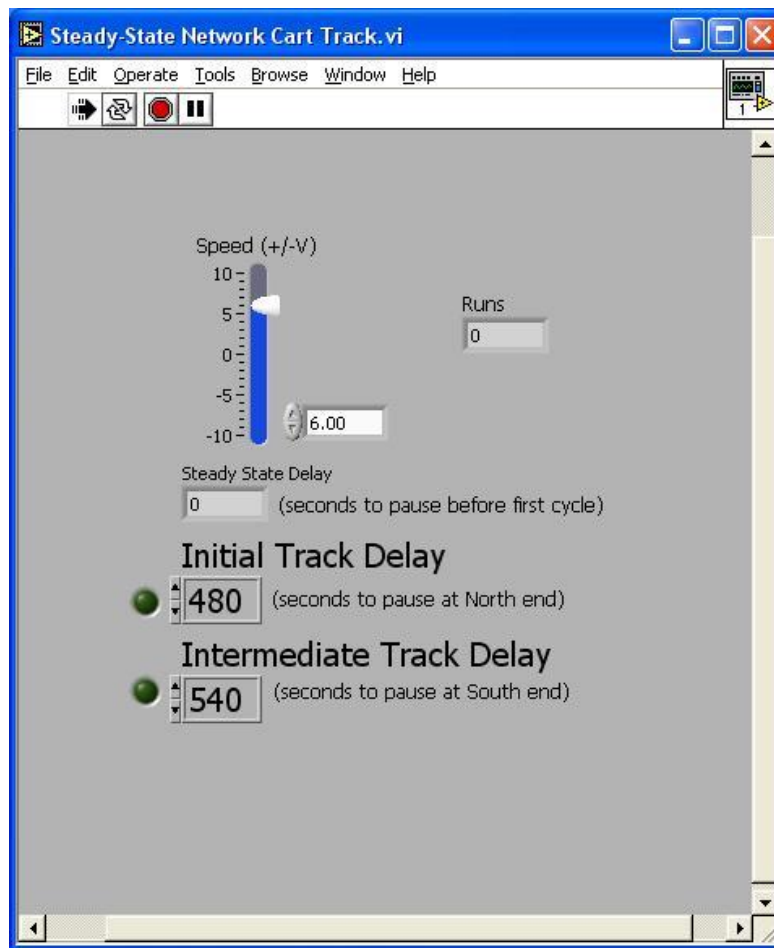 Steady-State Network Cart Track.vi
File Edit Operate Tools Browse Window Help
1
Speed (+/-V)
10
5
0
-5
-10
6.00
Runs
0
Steady State Delay
0 (seconds to pause before first cycle)
Initial Track Delay
480 (seconds to pause at North end)
Intermediate Track Delay
540 (seconds to pause at South end)